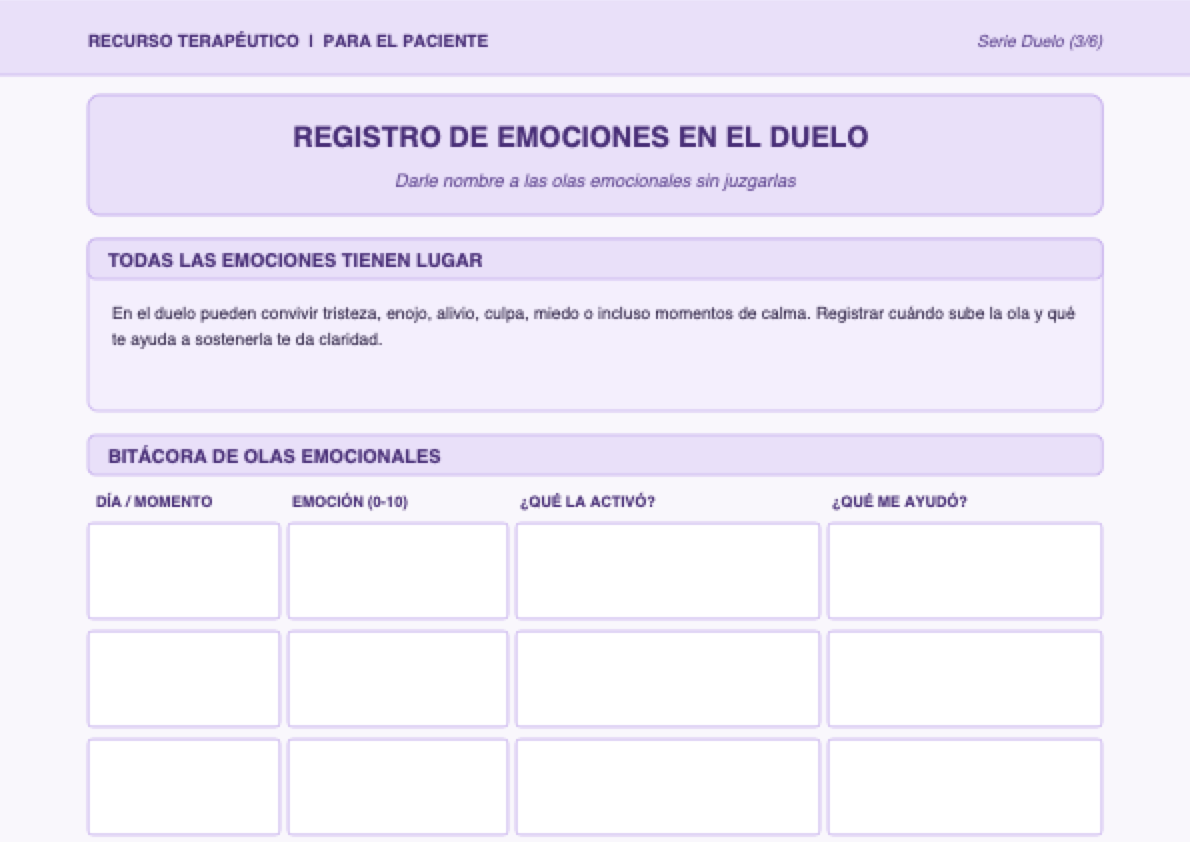 RECURSO TERAPÉUTICO | PARA EL PACIENTE
Serie Duelo (3/6)
REGISTRO DE EMOCIONES EN EL DUELO
Darle nombre a las olas emocionales sin juzgarlas
TODAS LAS EMOCIONES TIENEN LUGAR
En el duelo pueden convivir tristeza, enojo, alivio, culpa, miedo o incluso momentos de calma. Registrar cuándo sube la ola y qué
te ayuda a sostenerla te da claridad.
BITÁCORA DE OLAS EMOCIONALES
DÍA / MOMENTO
EMOCIÓN (0-10)
¿QUÉ LA ACTIVÓ?
¿QUÉ ME AYUDÓ?